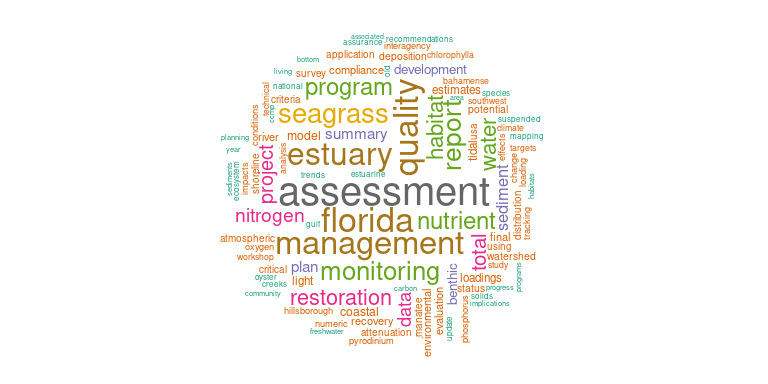 associated
assurance
recommendations
interagency
application
deposition
chlorophylla
bottom
living
survey
compliance
old
development
national
program
bahamense
estimates
species
technical
criteria
seagrass
quality
habitat
area
report
southwest
potential
water
suspended
climate
mapping
planning
conditions
river
model
summary
tidal
usa
effects
year
estuary
targets
analysis
project
shoreline
impacts
ecosystem
sediments
trends
estuarine
change
loading
assessment
sediment
habitats
nitrogen
gulf
florida
nutrient
distribution
tracking
atmospheric
oxygen
workshop
management
total
final
using
watershed
study
critical
plan
monitoring
oyster
creeks
light
carbon
benthic
loadings
status
progress
programs
community
restoration
data
solids
implications
hillsborough
coastal
manatee
environmental
evaluation
update
phosphorus
numeric
recovery
freshwater
attenuation
pyrodinium